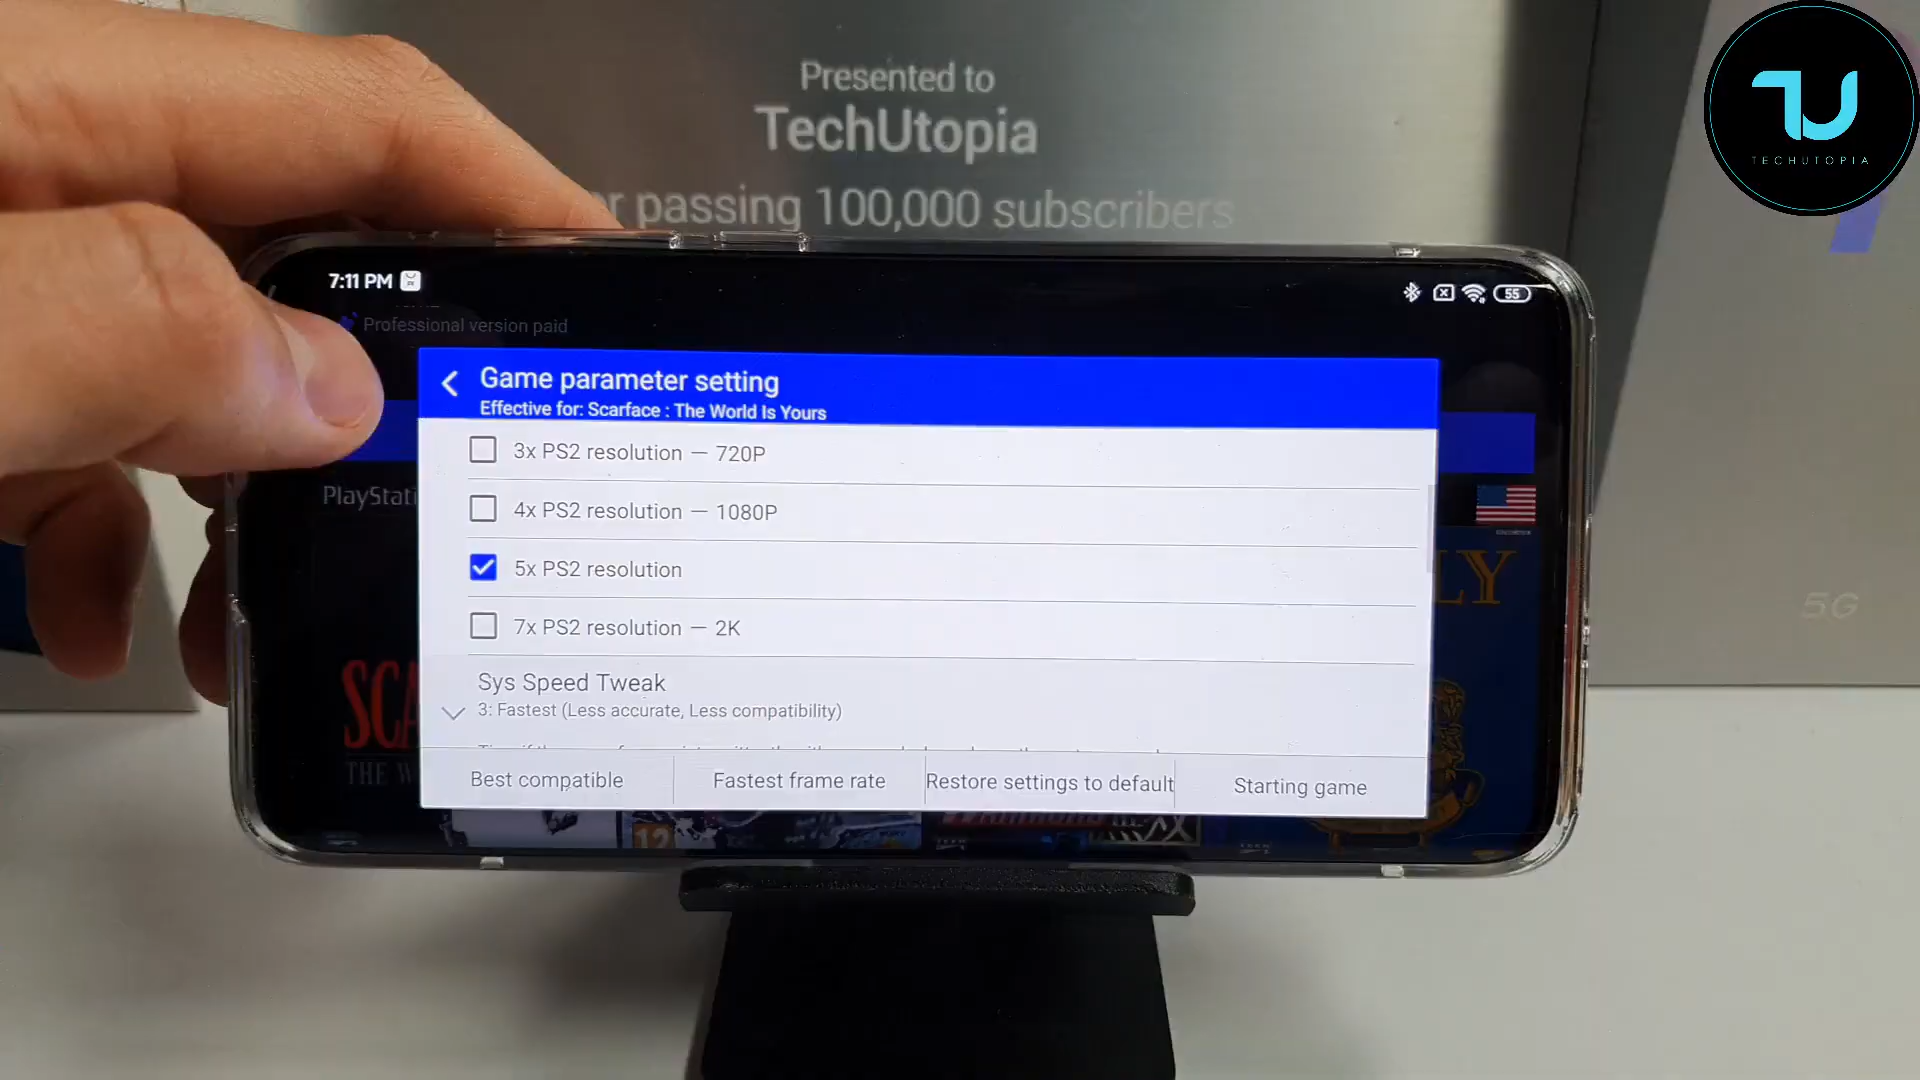 Presented to
TechUtopia
passing 100,000 subscribers
TU
TECHUTOPIA
7:11 PM
55
Professional version paid
Game parameter setting
Effective for: Scarface : The World Is Yours
3x PS2 resolution — 720P
4x PS2 resolution — 1080P
5x PS2 resolution
7x PS2 resolution — 2K
Sys Speed Tweak
3: Fastest (Less accurate, Less compatibility)
Best compatible
Fastest frame rate
Restore settings to default
Starting game
5G
12